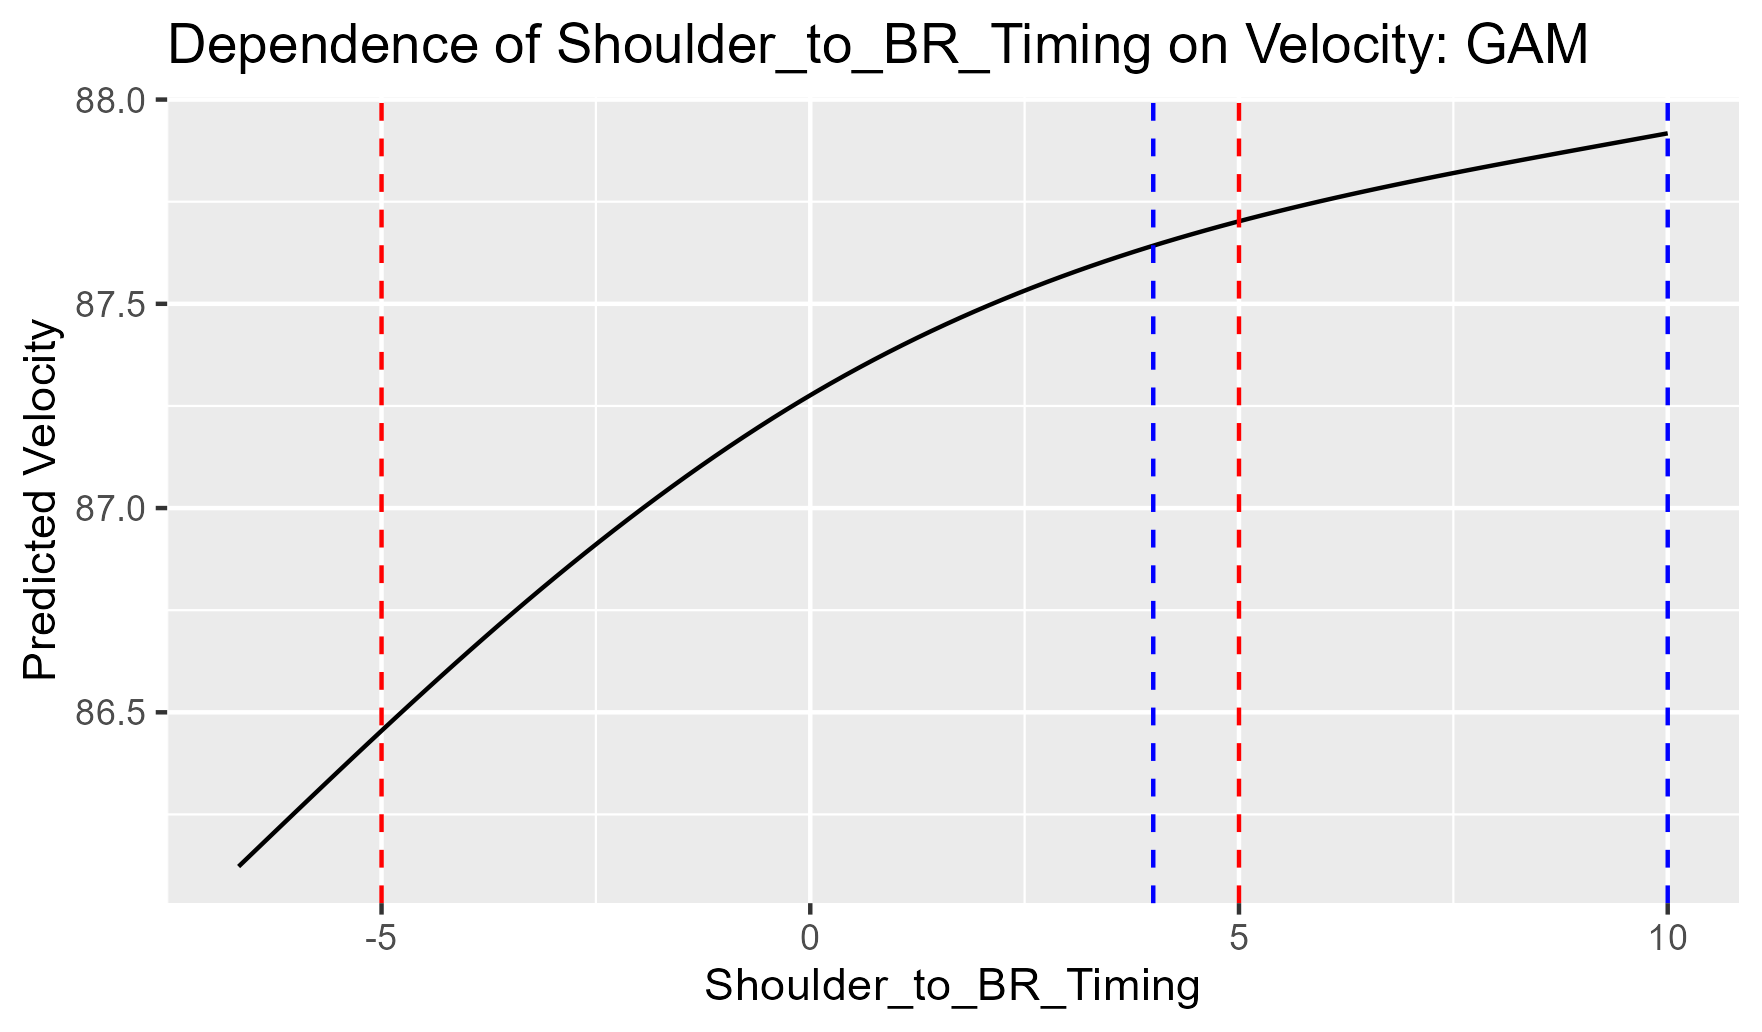 Dependence of Shoulder_to_BR_Timing on Velocity: GAM
88.0
87.5
87.0
86.5
Predicted Velocity
-5
0
5
10
Shoulder_to_BR_Timing